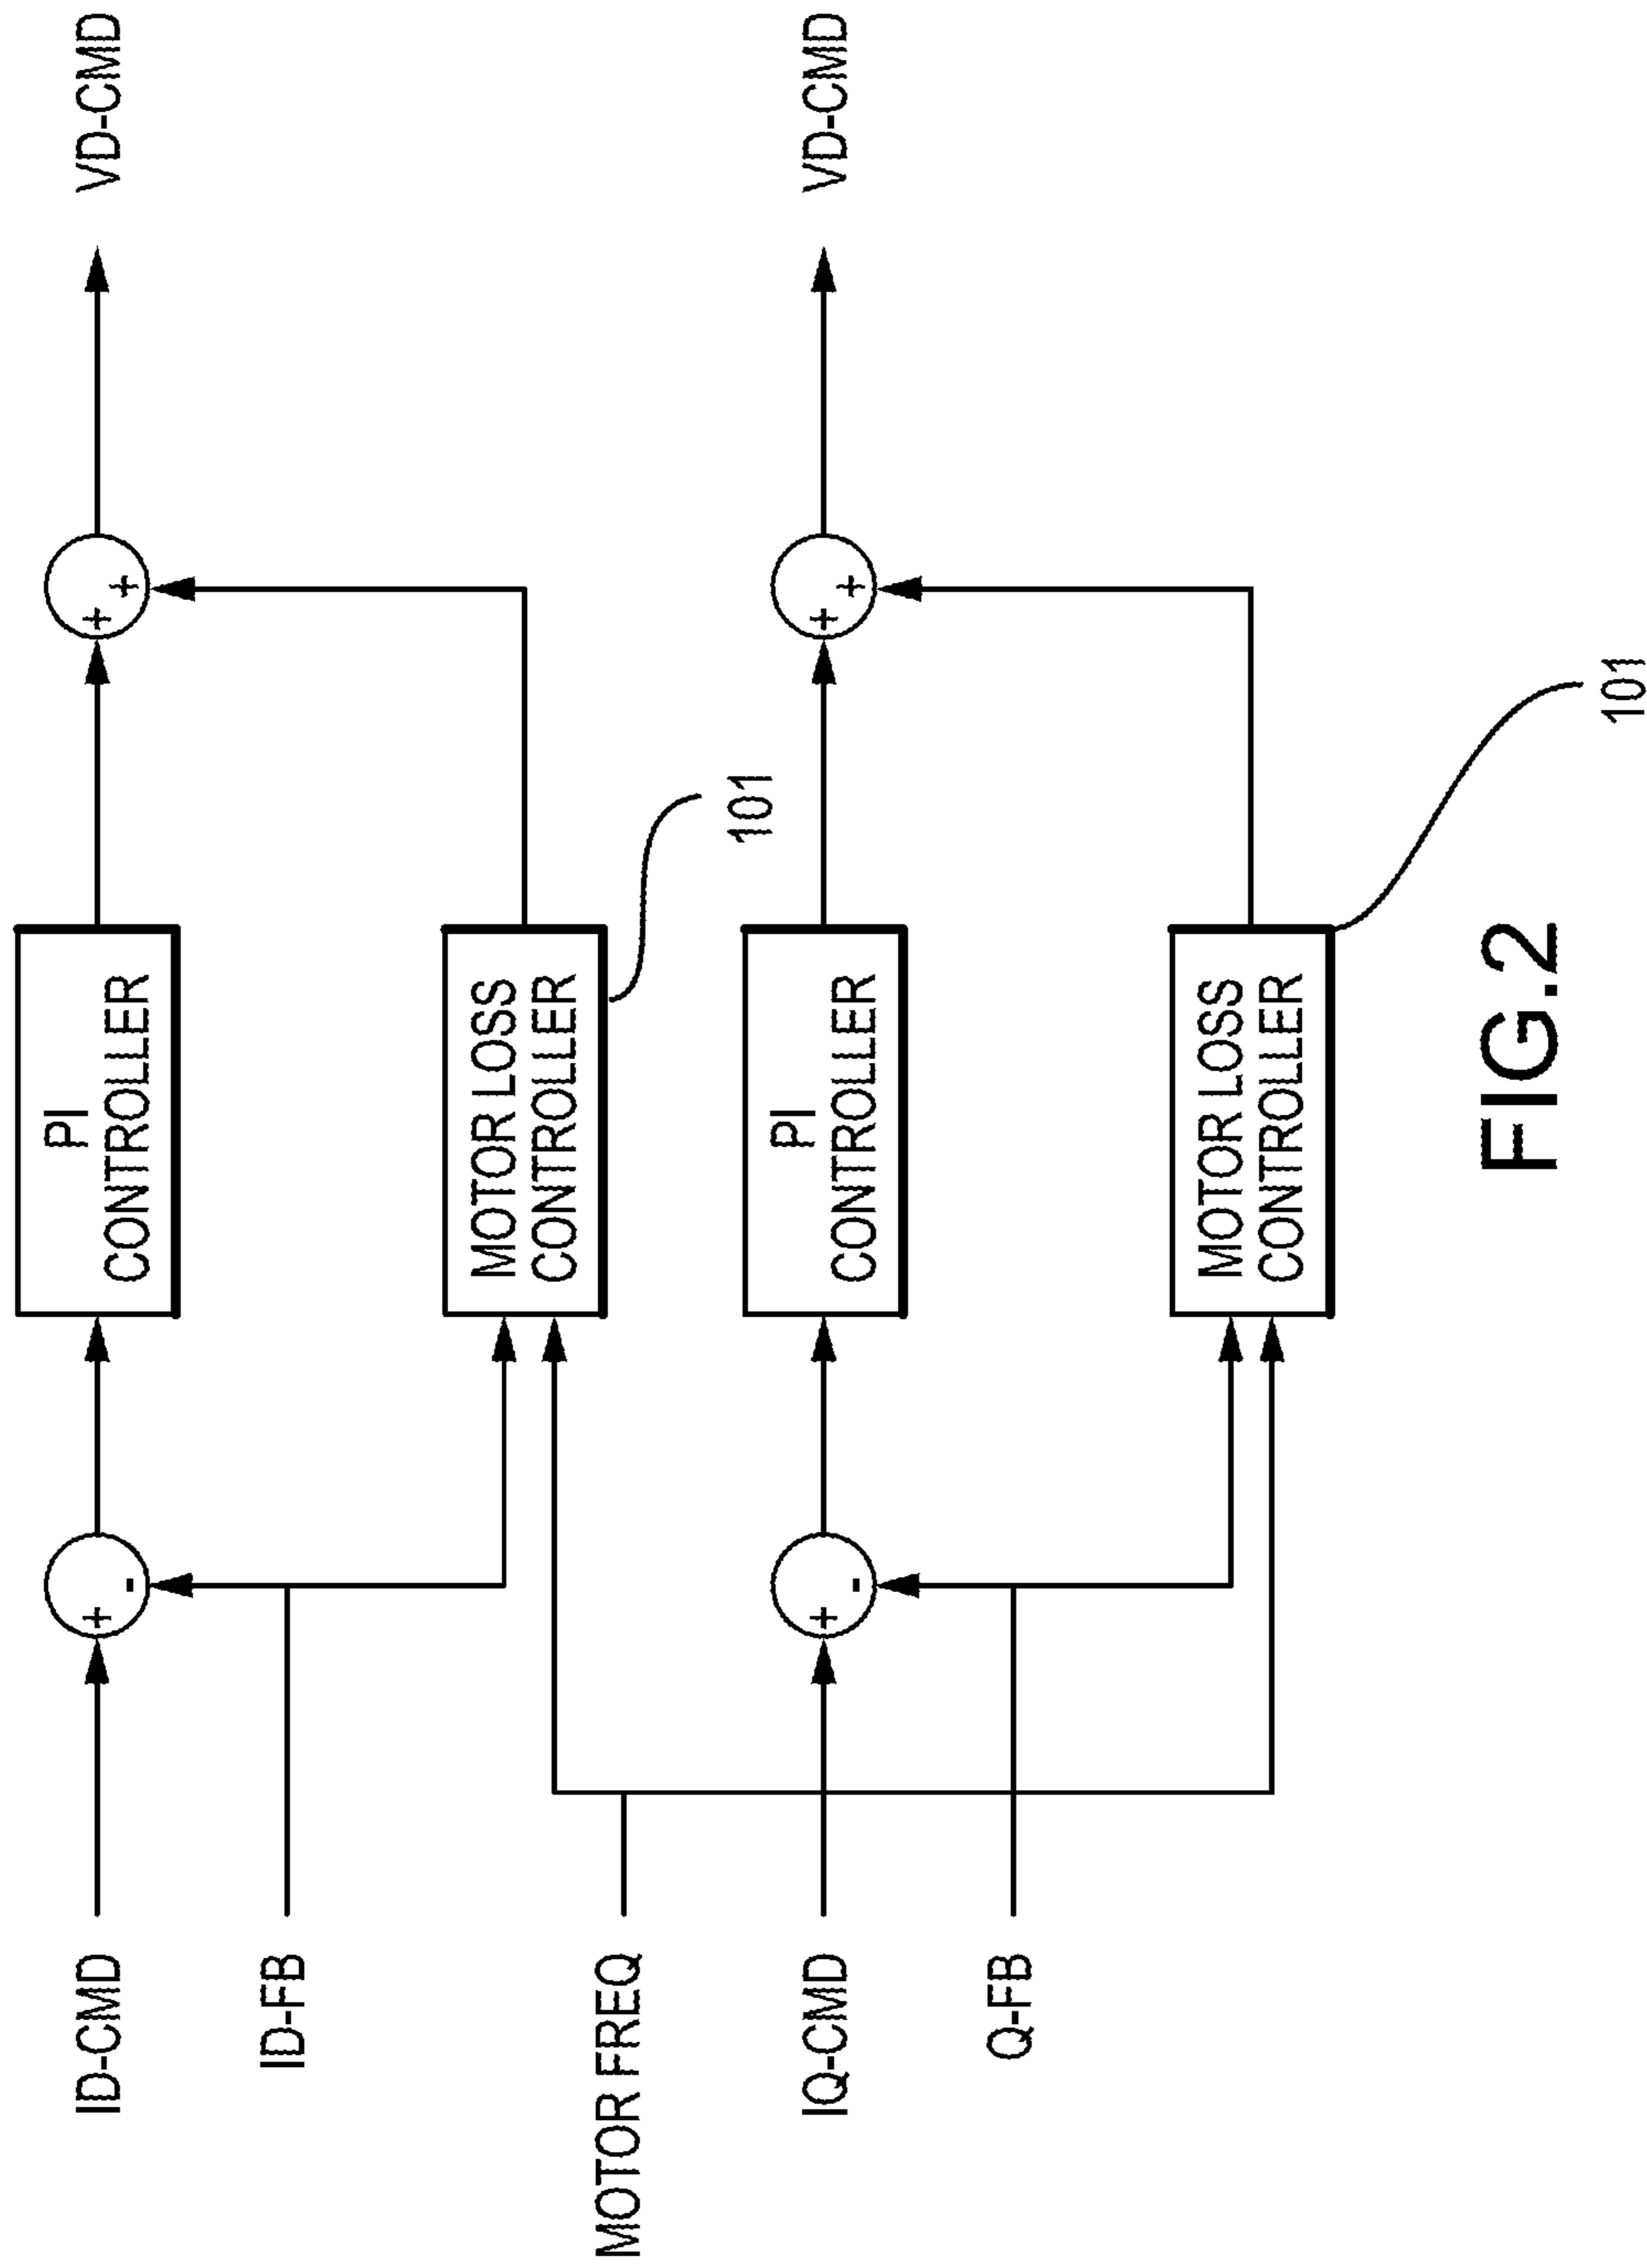 ID-CMD
+
-
PI
CONTROLLER
+
+
VD-CMD
ID-FB
MOTOR LOSS
CONTROLLER
101
MOTOR FREQ
IQ-CMD
+
-
PI
CONTROLLER
+
+
VD-CMD
Q-FB
MOTOR LOSS
CONTROLLER
101
FIG.2